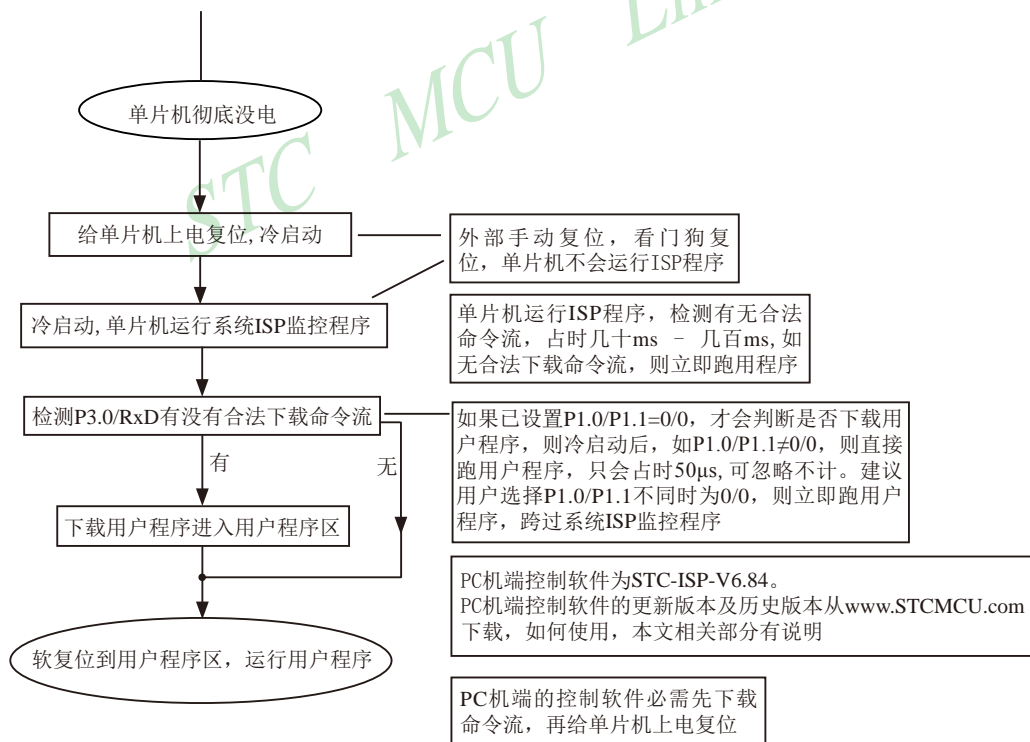 STC MCU
单片机彻底没电
给单片机上电复位,冷启动
外部手动复位，看门狗复
位，单片机不会运行ISP程序
冷启动,单片机运行系统ISP监控程序
单片机运行ISP程序，检测有无合法
命令流，占时几十ms － 几百ms,如
无合法下载命令流，则立即跑用程序
检测P3.0/RxD有没有合法下载命令流
如果已设置P1.0/P1.1=0/0，才会判断是否下载用
户程序，则冷启动后，如P1.0/P1.1≠0/0，则直接
跑用户程序，只会占时50μs,可忽略不计。建议
用户选择P1.0/P1.1不同时为0/0，则立即跑用户
程序，跨过系统ISP监控程序
有
无
下载用户程序进入用户程序区
PC机端控制软件为STC-ISP-V6.84。
PC机端控制软件的更新版本及历史版本从www.STCMCU.com
下载，如何使用，本文相关部分有说明
软复位到用户程序区，运行用户程序
PC机端的控制软件必需先下载
命令流，再给单片机上电复位